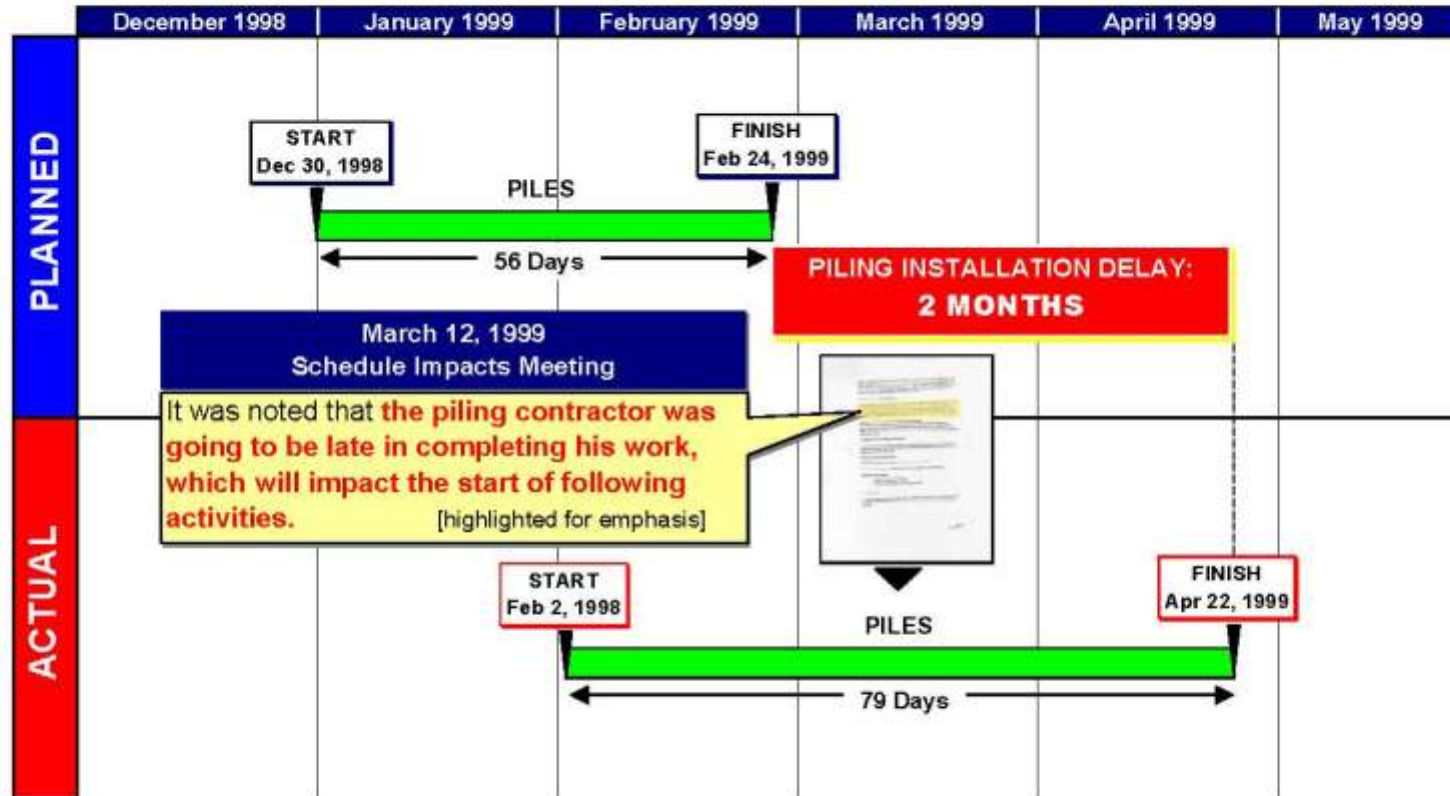 December 1998 January 1999 February 1999 March 1999 April 1999 May 1999
PLANNED
START
Dec 30, 1998
FINISH
Feb 24, 1999
PILES
56 Days
PILING INSTALLATION DELAY:
2 MONTHS
March 12, 1999
Schedule Impacts Meeting
It was noted that the piling contractor was
going to be late in completing his work,
which will impact the start of following
activities. [highlighted for emphasis]
ACTUAL
START
Feb 2, 1998
FINISH
Apr 22, 1999
PILES
79 Days